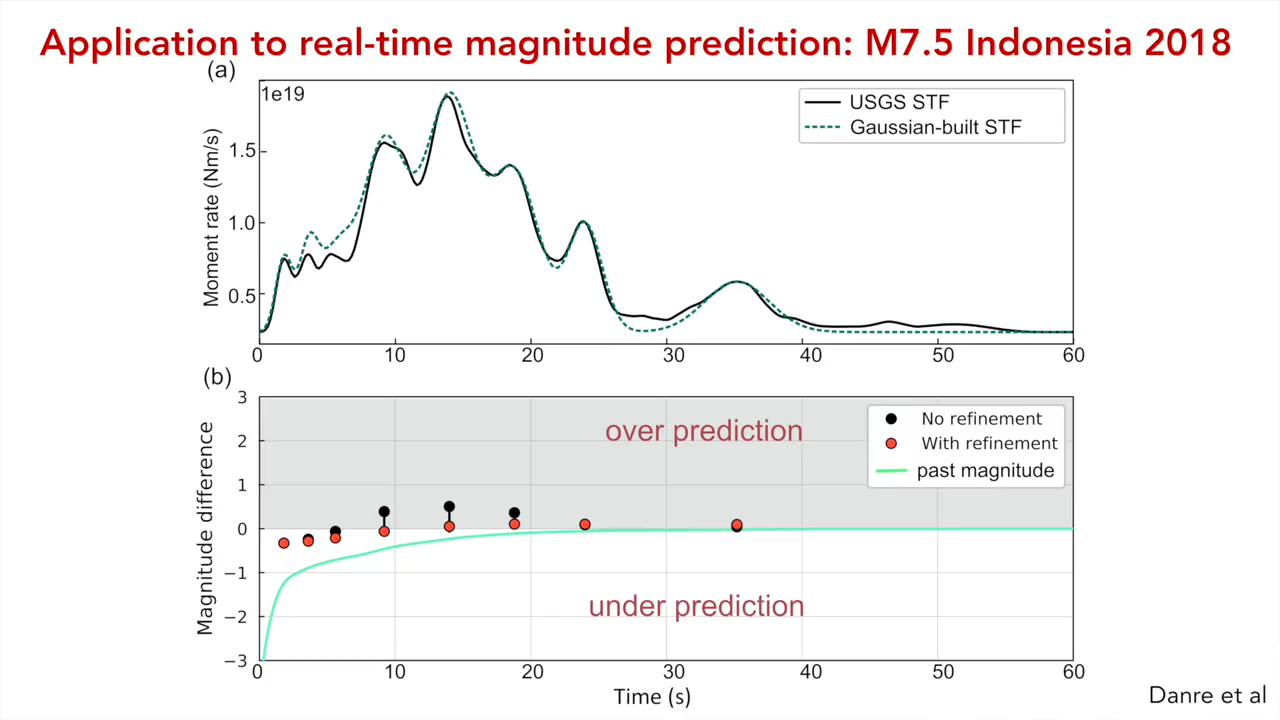 Application to real-time magnitude prediction: M7.5 Indonesia 2018
(a)
1e19
USGS STF
Gaussian-built STF
Moment rate (Nm/s)
1.5
1.0
0.5
0 10 20 30 40 50 60
(b)
3
2
1
0
−1
−2
−3
Magnitude difference
over prediction
under prediction
No refinement
With refinement
past magnitude
0 10 20 30 40 50 60
Time (s)
Danre et al